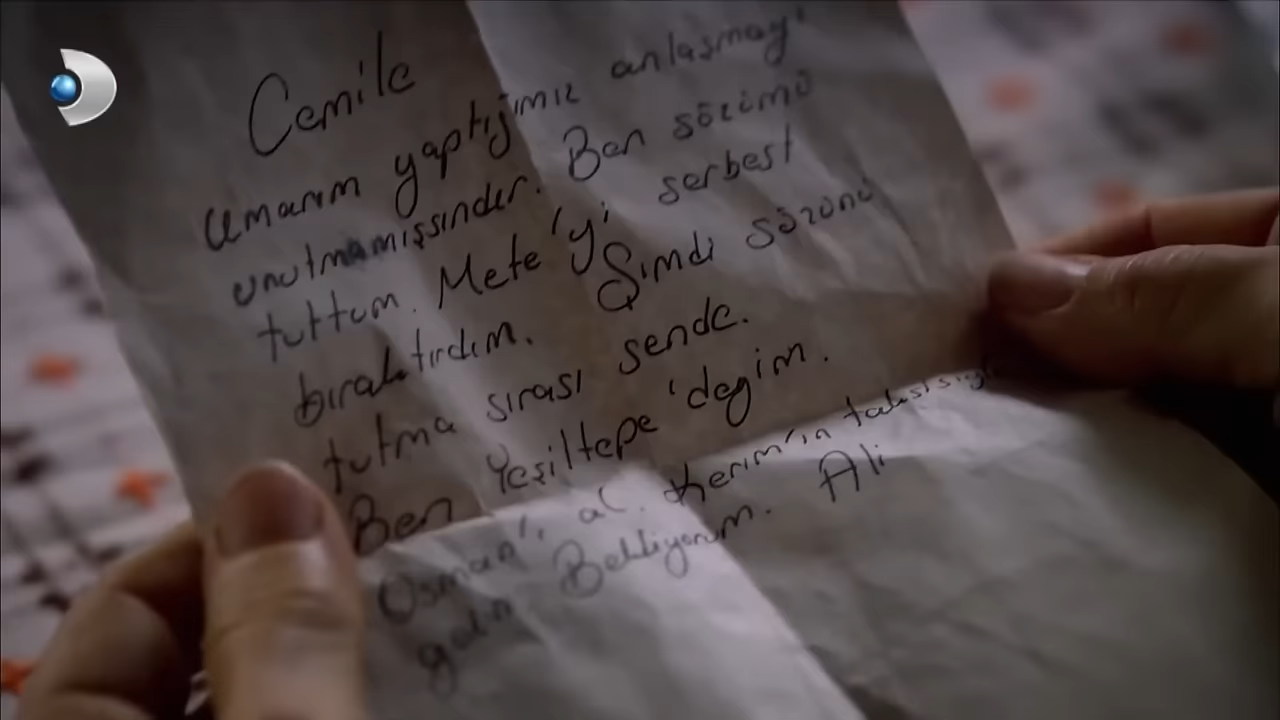 Cemile
Umarım yaptığımız anlaşmayı
unutmamışsındır. Ben sözümü
tuttum. Mete'yi serbest
bıraktırdım. Şimdi sözünü
tutma sırası sende.
Ben Yeşiltepe'deyim.
Osman'ı al. Kerim'in taksisiyle
gelin Bekliyorum. Ali